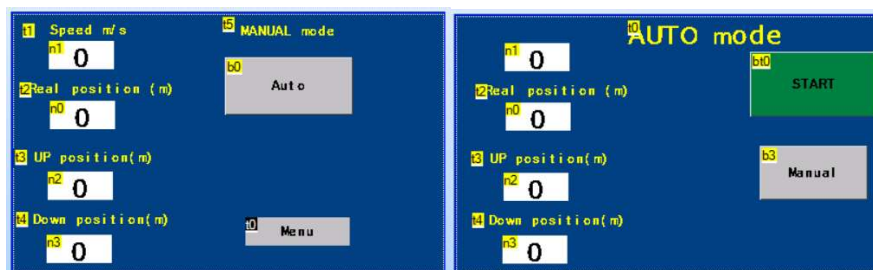 t1 Speed m/s
n1 0
t2 Real position (m)
n0 0
t3 UP position(m)
n2 0
t4 Down position(m)
n3 0
t5 MANUAL mode
b0
Auto
t0 Menu
t0 AUTO mode
n1 0
t2 Real position (m)
n0 0
t3 UP position(m)
n2 0
t4 Down position(m)
n3 0
bt0
START
b3
Manual